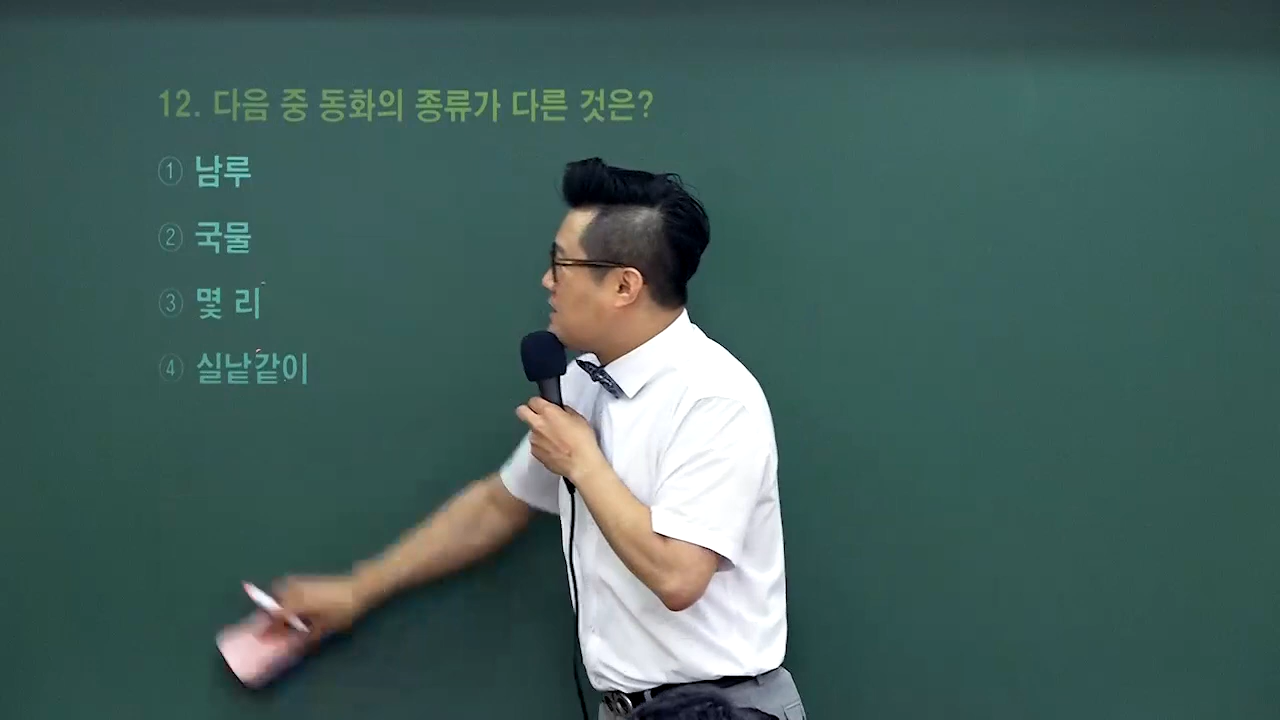 12. 다음 중 동화의 종류가 다른 것은?
① 남루
② 국물
③ 몇 리
④ 실낱같이